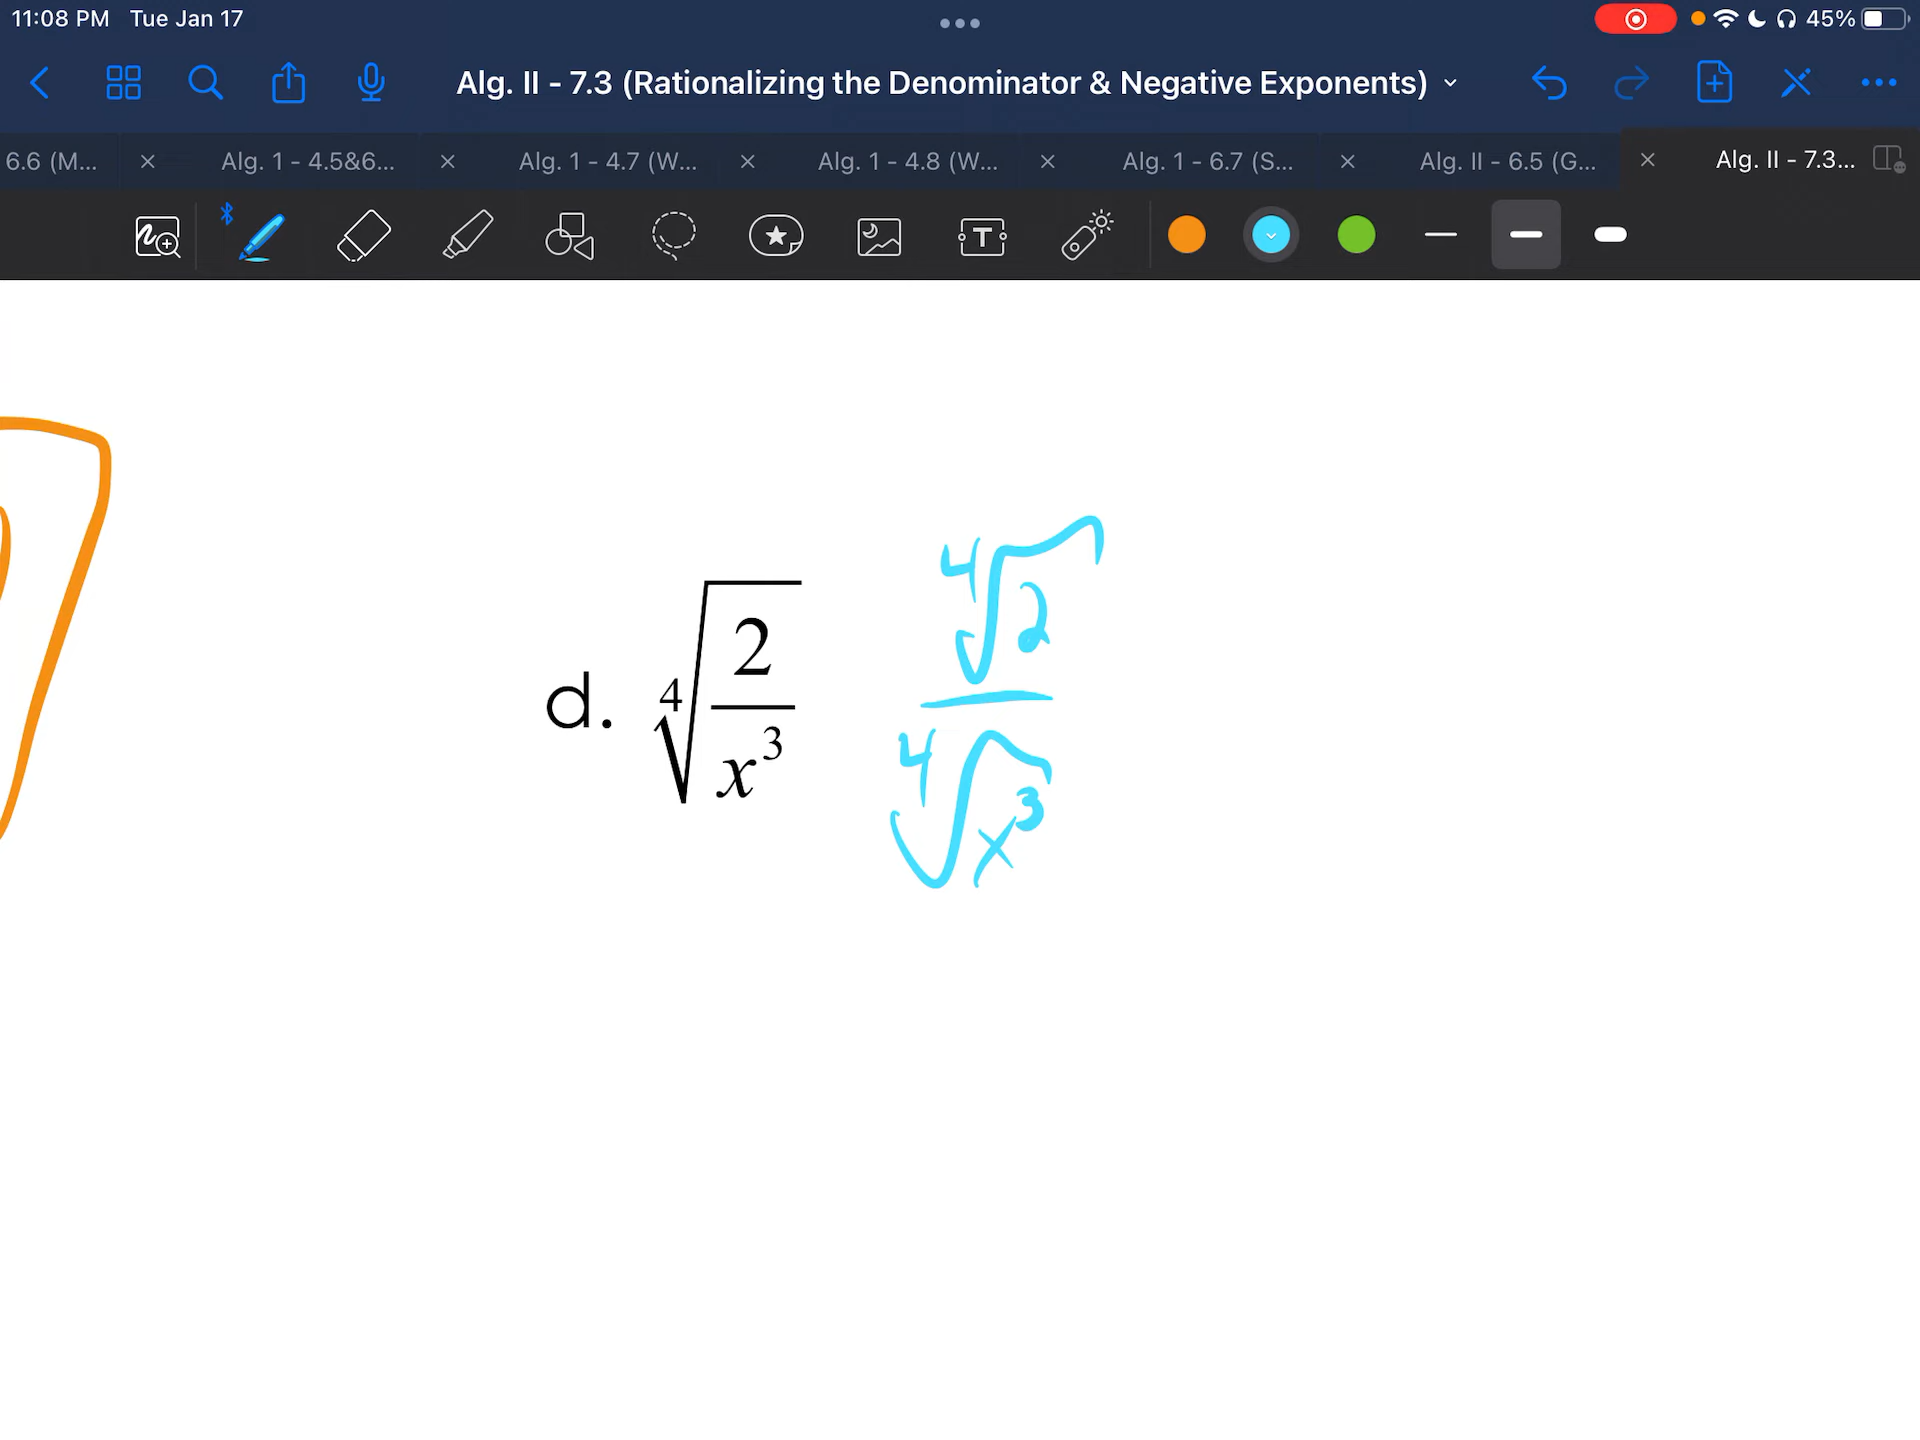 11:08 PM Tue Jan 17
45%
Alg. II - 7.3 (Rationalizing the Denominator & Negative Exponents)
6.6 (M... Alg. 1 - 4.5&6... Alg. 1 - 4.7 (W... Alg. 1 - 4.8 (W... Alg. 1 - 6.7 (S... Alg. II - 6.5 (G... Alg. II - 7.3...
T
d. ⁴√(2/x³) ⁴√2/⁴√x³